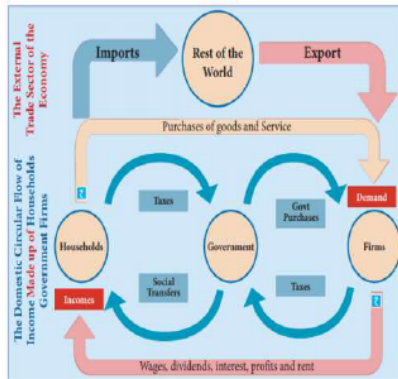 The External
Trade Sector of the
Economy
Imports
Rest of the
World
Export
Purchases of goods and Service
The Domestic Circular Flow of
Income Made up of Households
Government Firms
Taxes
Govt
Purchases
Demand
Households
Government
Firms
Incomes
Social
Transfers
Taxes
Wages, dividends, interest, profits and rent